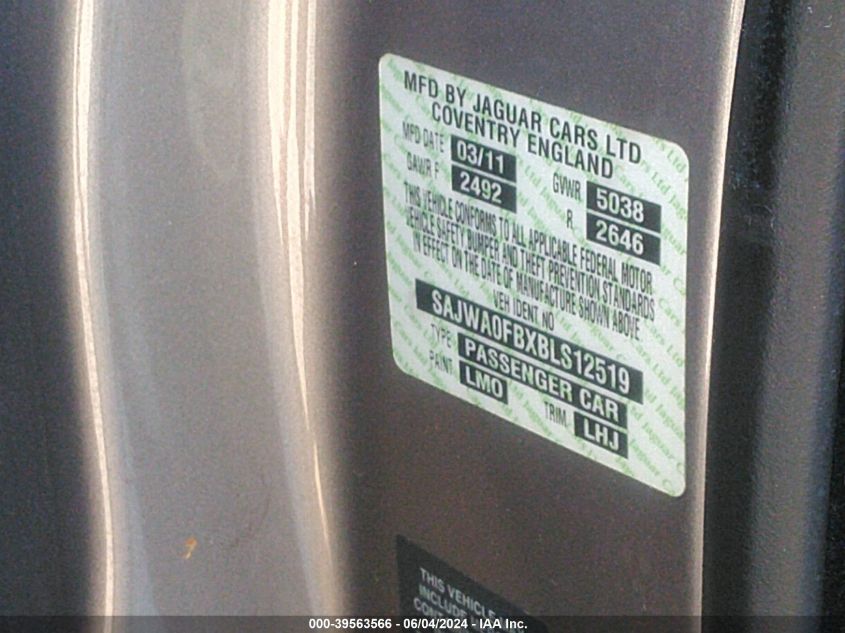 MFD BY JAGUAR CARS LTD
COVENTRY ENGLAND
MFD DATE 03/11 GVWR 5038
GAWR F 2492 R 2646
THIS VEHICLE CONFORMS TO ALL APPLICABLE FEDERAL MOTOR
VEHICLE SAFETY BUMPER AND THEFT PREVENTION STANDARDS
IN EFFECT ON THE DATE OF MANUFACTURE SHOWN ABOVE
VEH IDENT NO
SAJWA0FBXBLS12519
TYPE: PASSENGER CAR
PAINT: LMO TRIM LHJ
THIS VEHICLE
INCLUDE
000-39563566 - 06/04/2024 - IAA Inc.